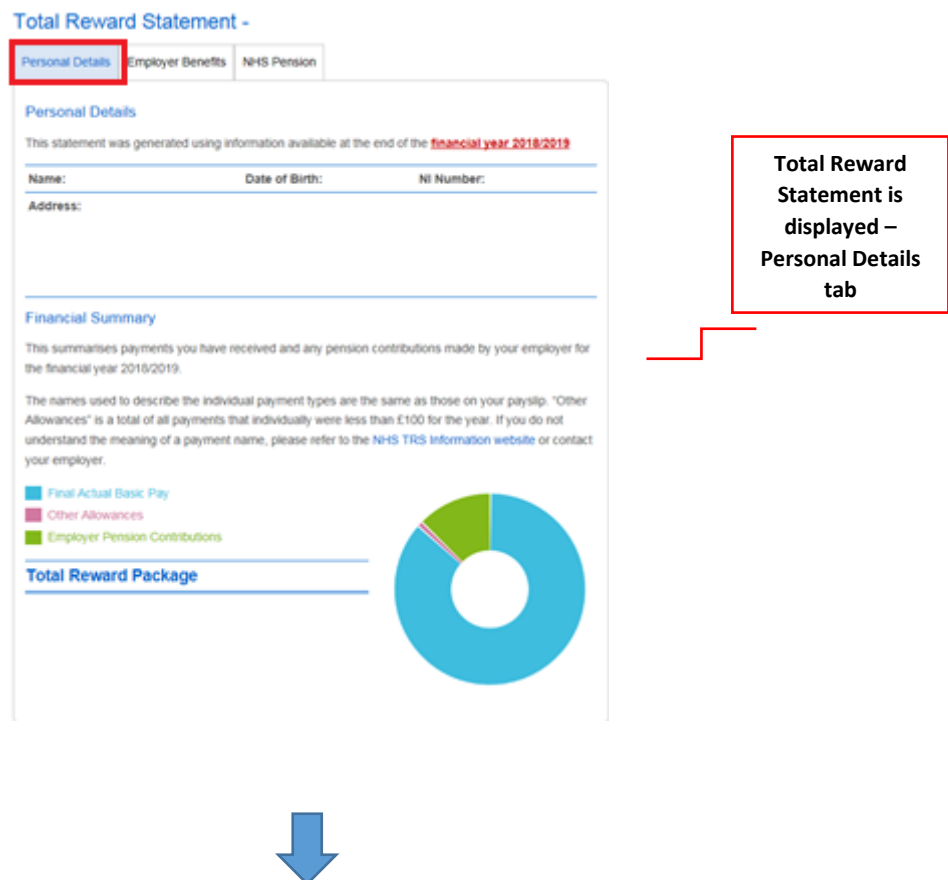 Total Reward Statement -
Personal Details Employer Benefits NHS Pension
Personal Details
This statement was generated using information available at the end of the financial year 2018/2019
Name: Date of Birth: NI Number:
Address:
Financial Summary
This summarises payments you have received and any pension contributions made by your employer for
the financial year 2018/2019.
The names used to describe the individual payment types are the same as those on your payslip. "Other
Allowances" is a total of all payments that individually were less than £100 for the year. If you do not
understand the meaning of a payment name, please refer to the NHS TRS Information website or contact
your employer.
Final Actual Basic Pay
Other Allowances
Employer Pension Contributions
Total Reward Package
Total Reward
Statement is
displayed –
Personal Details
tab